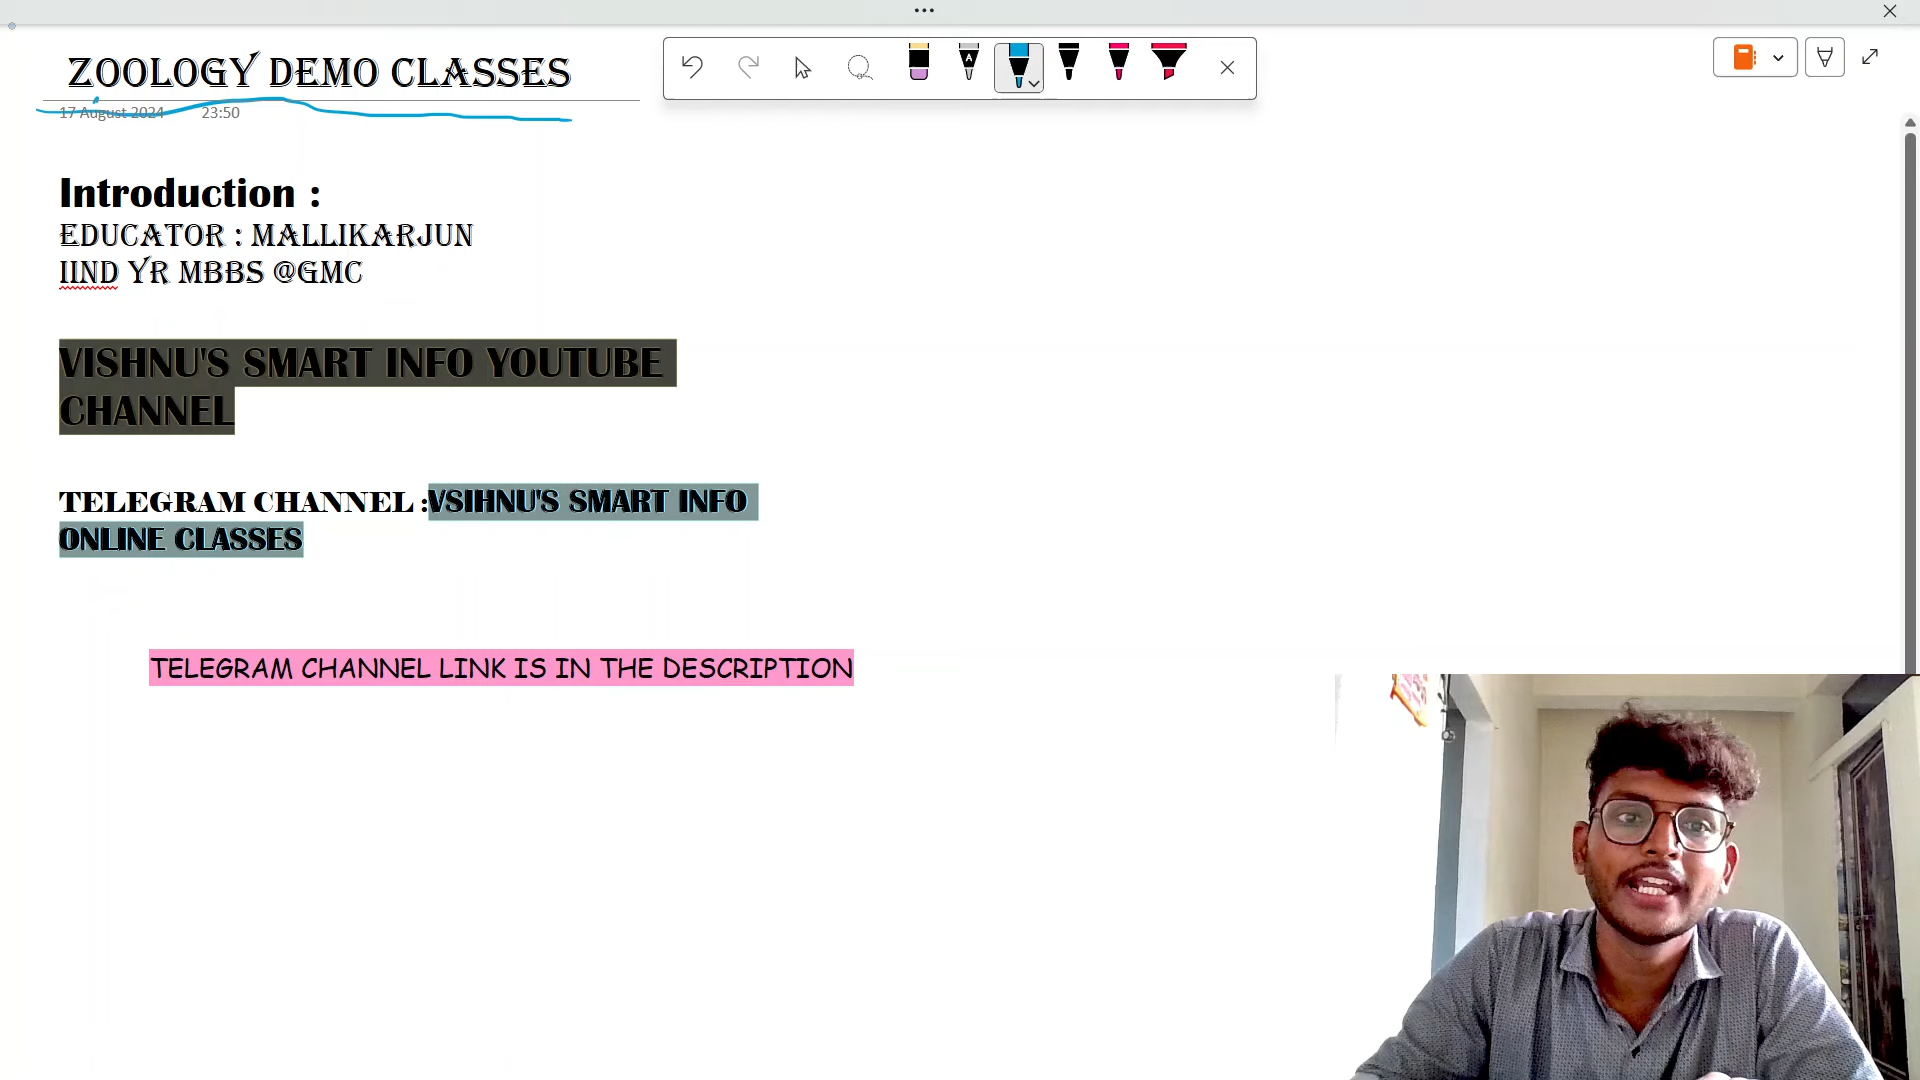 ZOOLOGY DEMO CLASSES
17 August 2024 23:50
Introduction :
EDUCATOR : MALLIKARJUN
IIND YR MBBS @GMC
VISHNU'S SMART INFO YOUTUBE
CHANNEL
TELEGRAM CHANNEL :VSIHNU'S SMART INFO
ONLINE CLASSES
TELEGRAM CHANNEL LINK IS IN THE DESCRIPTION